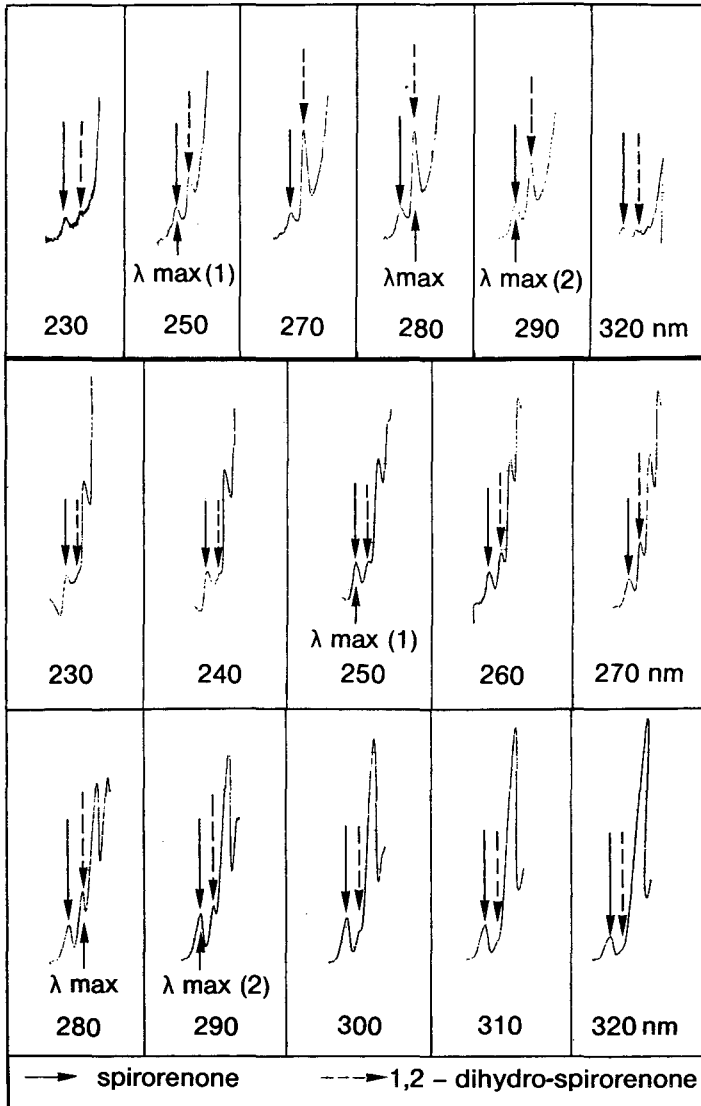 λ max (1)
λmax
λ max (2)
230
250
270
280
290
320 nm
λ max (1)
230
240
250
260
270 nm
λ max
λ max (2)
280
290
300
310
320 nm
spirorenone
1,2 – dihydro-spirorenone